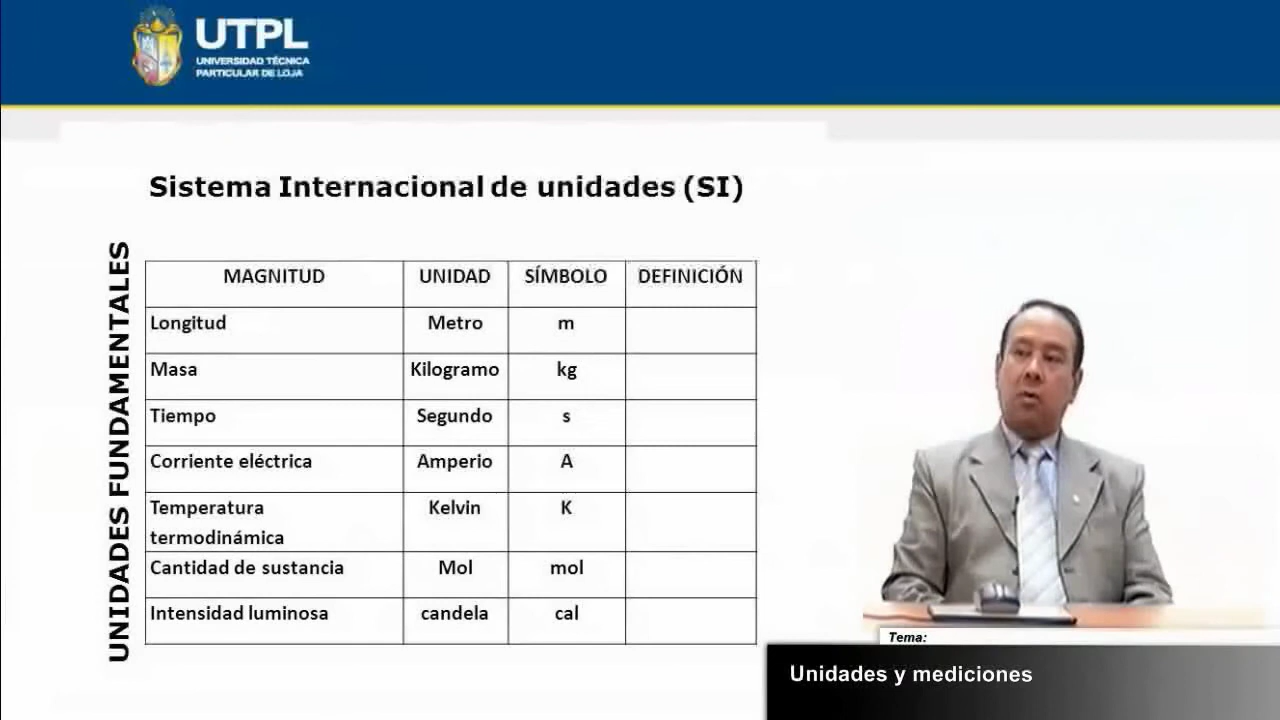 UTPL
UNIVERSIDAD TÉCNICA
PARTICULAR DE LOJA
Sistema Internacional de unidades (SI)
UNIDADES FUNDAMENTALES
MAGNITUD UNIDAD SÍMBOLO DEFINICIÓN
Longitud Metro m
Masa Kilogramo kg
Tiempo Segundo s
Corriente eléctrica Amperio A
Temperatura Kelvin K
termodinámica
Cantidad de sustancia Mol mol
Intensidad luminosa candela cal
Tema:
Unidades y mediciones